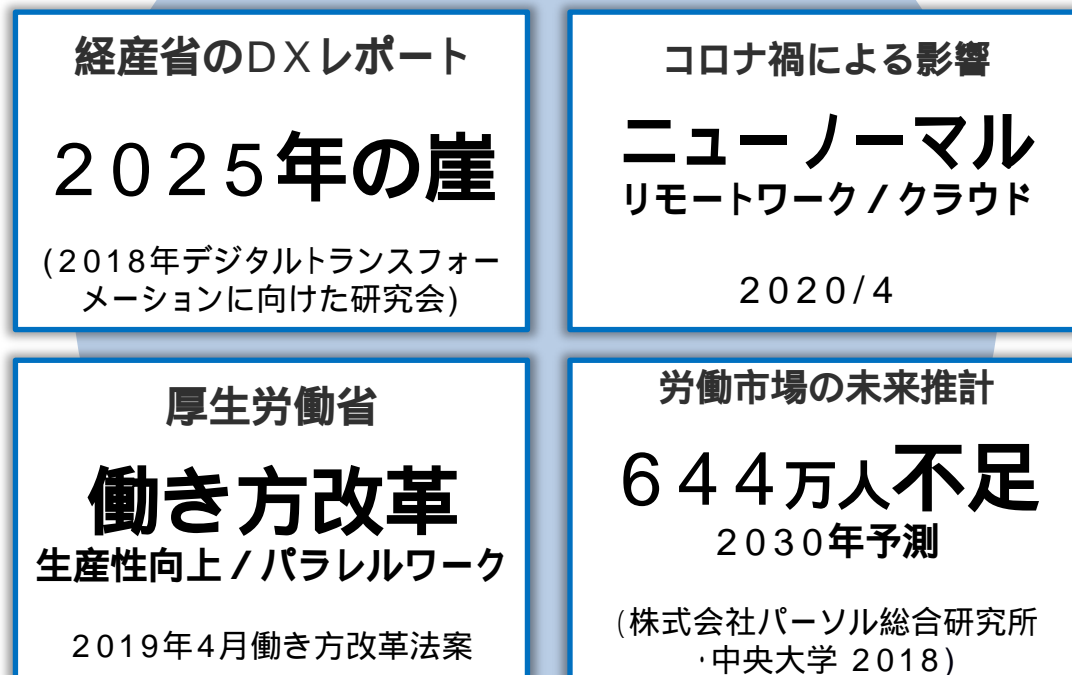 経産省のDXレポート
2025年の崖
(2018年デジタルトランスフォー
メーションに向けた研究会)
コロナ禍による影響
ニューノーマル
リモートワーク/クラウド
2020/4
厚生労働省
働き方改革
生産性向上/パラレルワーク
2019年4月働き方改革法案
労働市場の未来推計
644万人不足
2030年予測
(株式会社パーソル総合研究所
・中央大学 2018)